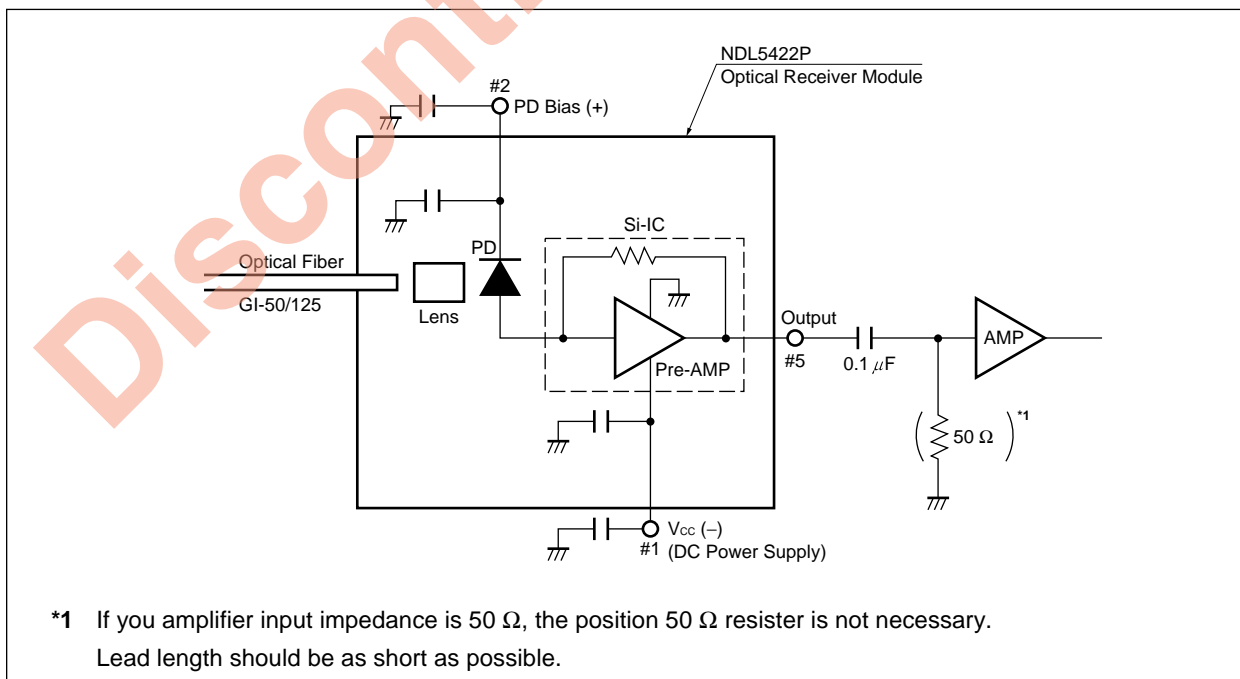 Discont
NDL5422P
Optical Receiver Module
#2
PD Bias (+)
Si-IC
PD
Optical Fiber
GI-50/125
Lens
Pre-AMP
Output
#5
0.1 μF
AMP
50 Ω
*1
VCC (–)
#1
(DC Power Supply)
*1 If you amplifier input impedance is 50 Ω, the position 50 Ω resister is not necessary.
Lead length should be as short as possible.